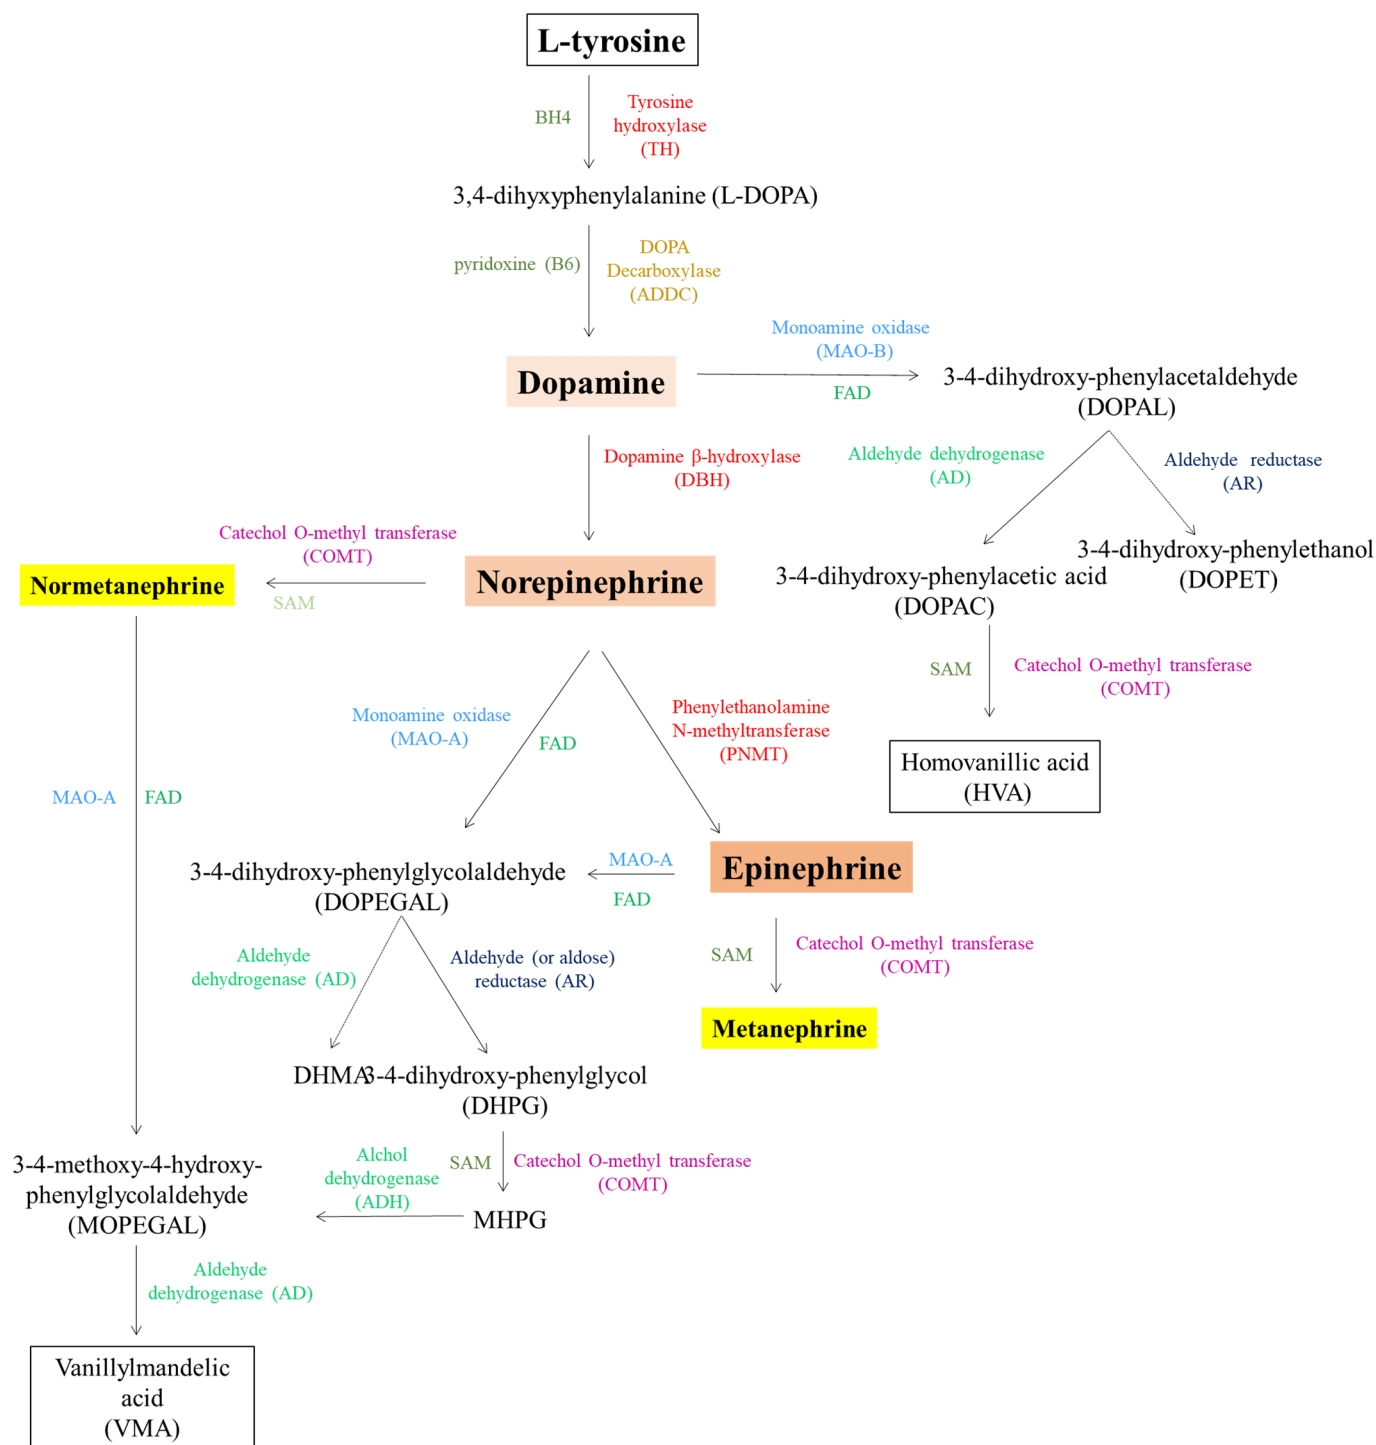 L-tyrosine
BH4
Tyrosine
hydroxylase
(TH)
3,4-dihyxyphenylalanine (L-DOPA)
pyridoxine (B6)
DOPA
Decarboxylase
(ADDC)
Monoamine oxidase
(MAO-B)
Dopamine
FAD
3-4-dihydroxy-phenylacetaldehyde
(DOPAL)
Dopamine β-hydroxylase
(DBH)
Aldehyde dehydrogenase
(AD)
Aldehyde reductase
(AR)
Catechol O-methyl transferase
(COMT)
SAM
Normetanephrine
Norepinephrine
3-4-dihydroxy-phenylacetic acid
(DOPAC)
3-4-dihydroxy-phenylethanol
(DOPET)
SAM
Catechol O-methyl transferase
(COMT)
Monoamine oxidase
(MAO-A)
FAD
Phenylethanolamine
N-methyltransferase
(PNMT)
Homovanillic acid
(HVA)
MAO-A
FAD
3-4-dihydroxy-phenylglycolaldehyde
(DOPEGAL)
MAO-A
FAD
Epinephrine
Aldehyde
dehydrogenase (AD)
Aldehyde (or aldose)
reductase (AR)
SAM
Catechol O-methyl transferase
(COMT)
Metanephrine
DHMA
3-4-dihydroxy-phenylglycol
(DHPG)
SAM
Catechol O-methyl transferase
(COMT)
Alchol
dehydrogenase
(ADH)
MHPG
3-4-methoxy-4-hydroxy-
phenylglycolaldehyde
(MOPEGAL)
Aldehyde
dehydrogenase (AD)
Vanillylmandelic
acid
(VMA)